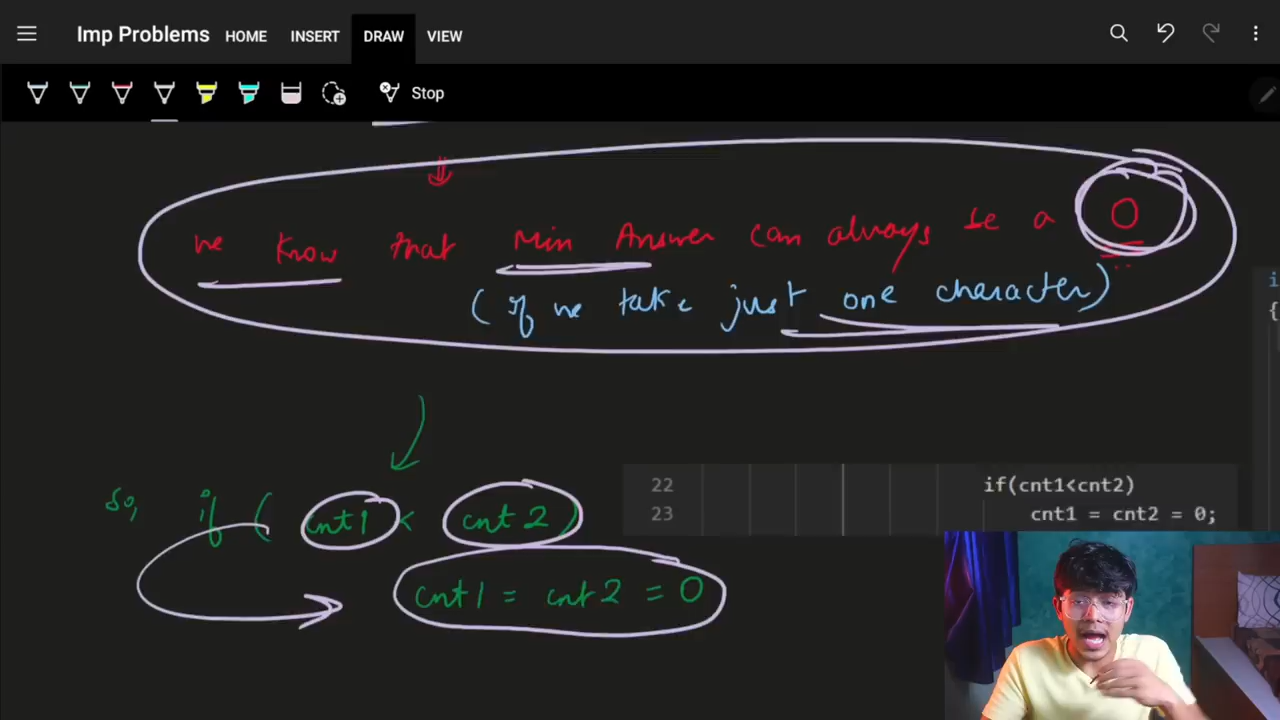 Imp Problems HOME INSERT DRAW VIEW
Stop
we know that Min Answer can always be a 0
(if we take just one character)
i
{
so, if ( cnt1 < cnt2 )
cnt1 = cnt2 = 0
22 if(cnt1<cnt2)
23 cnt1 = cnt2 = 0;